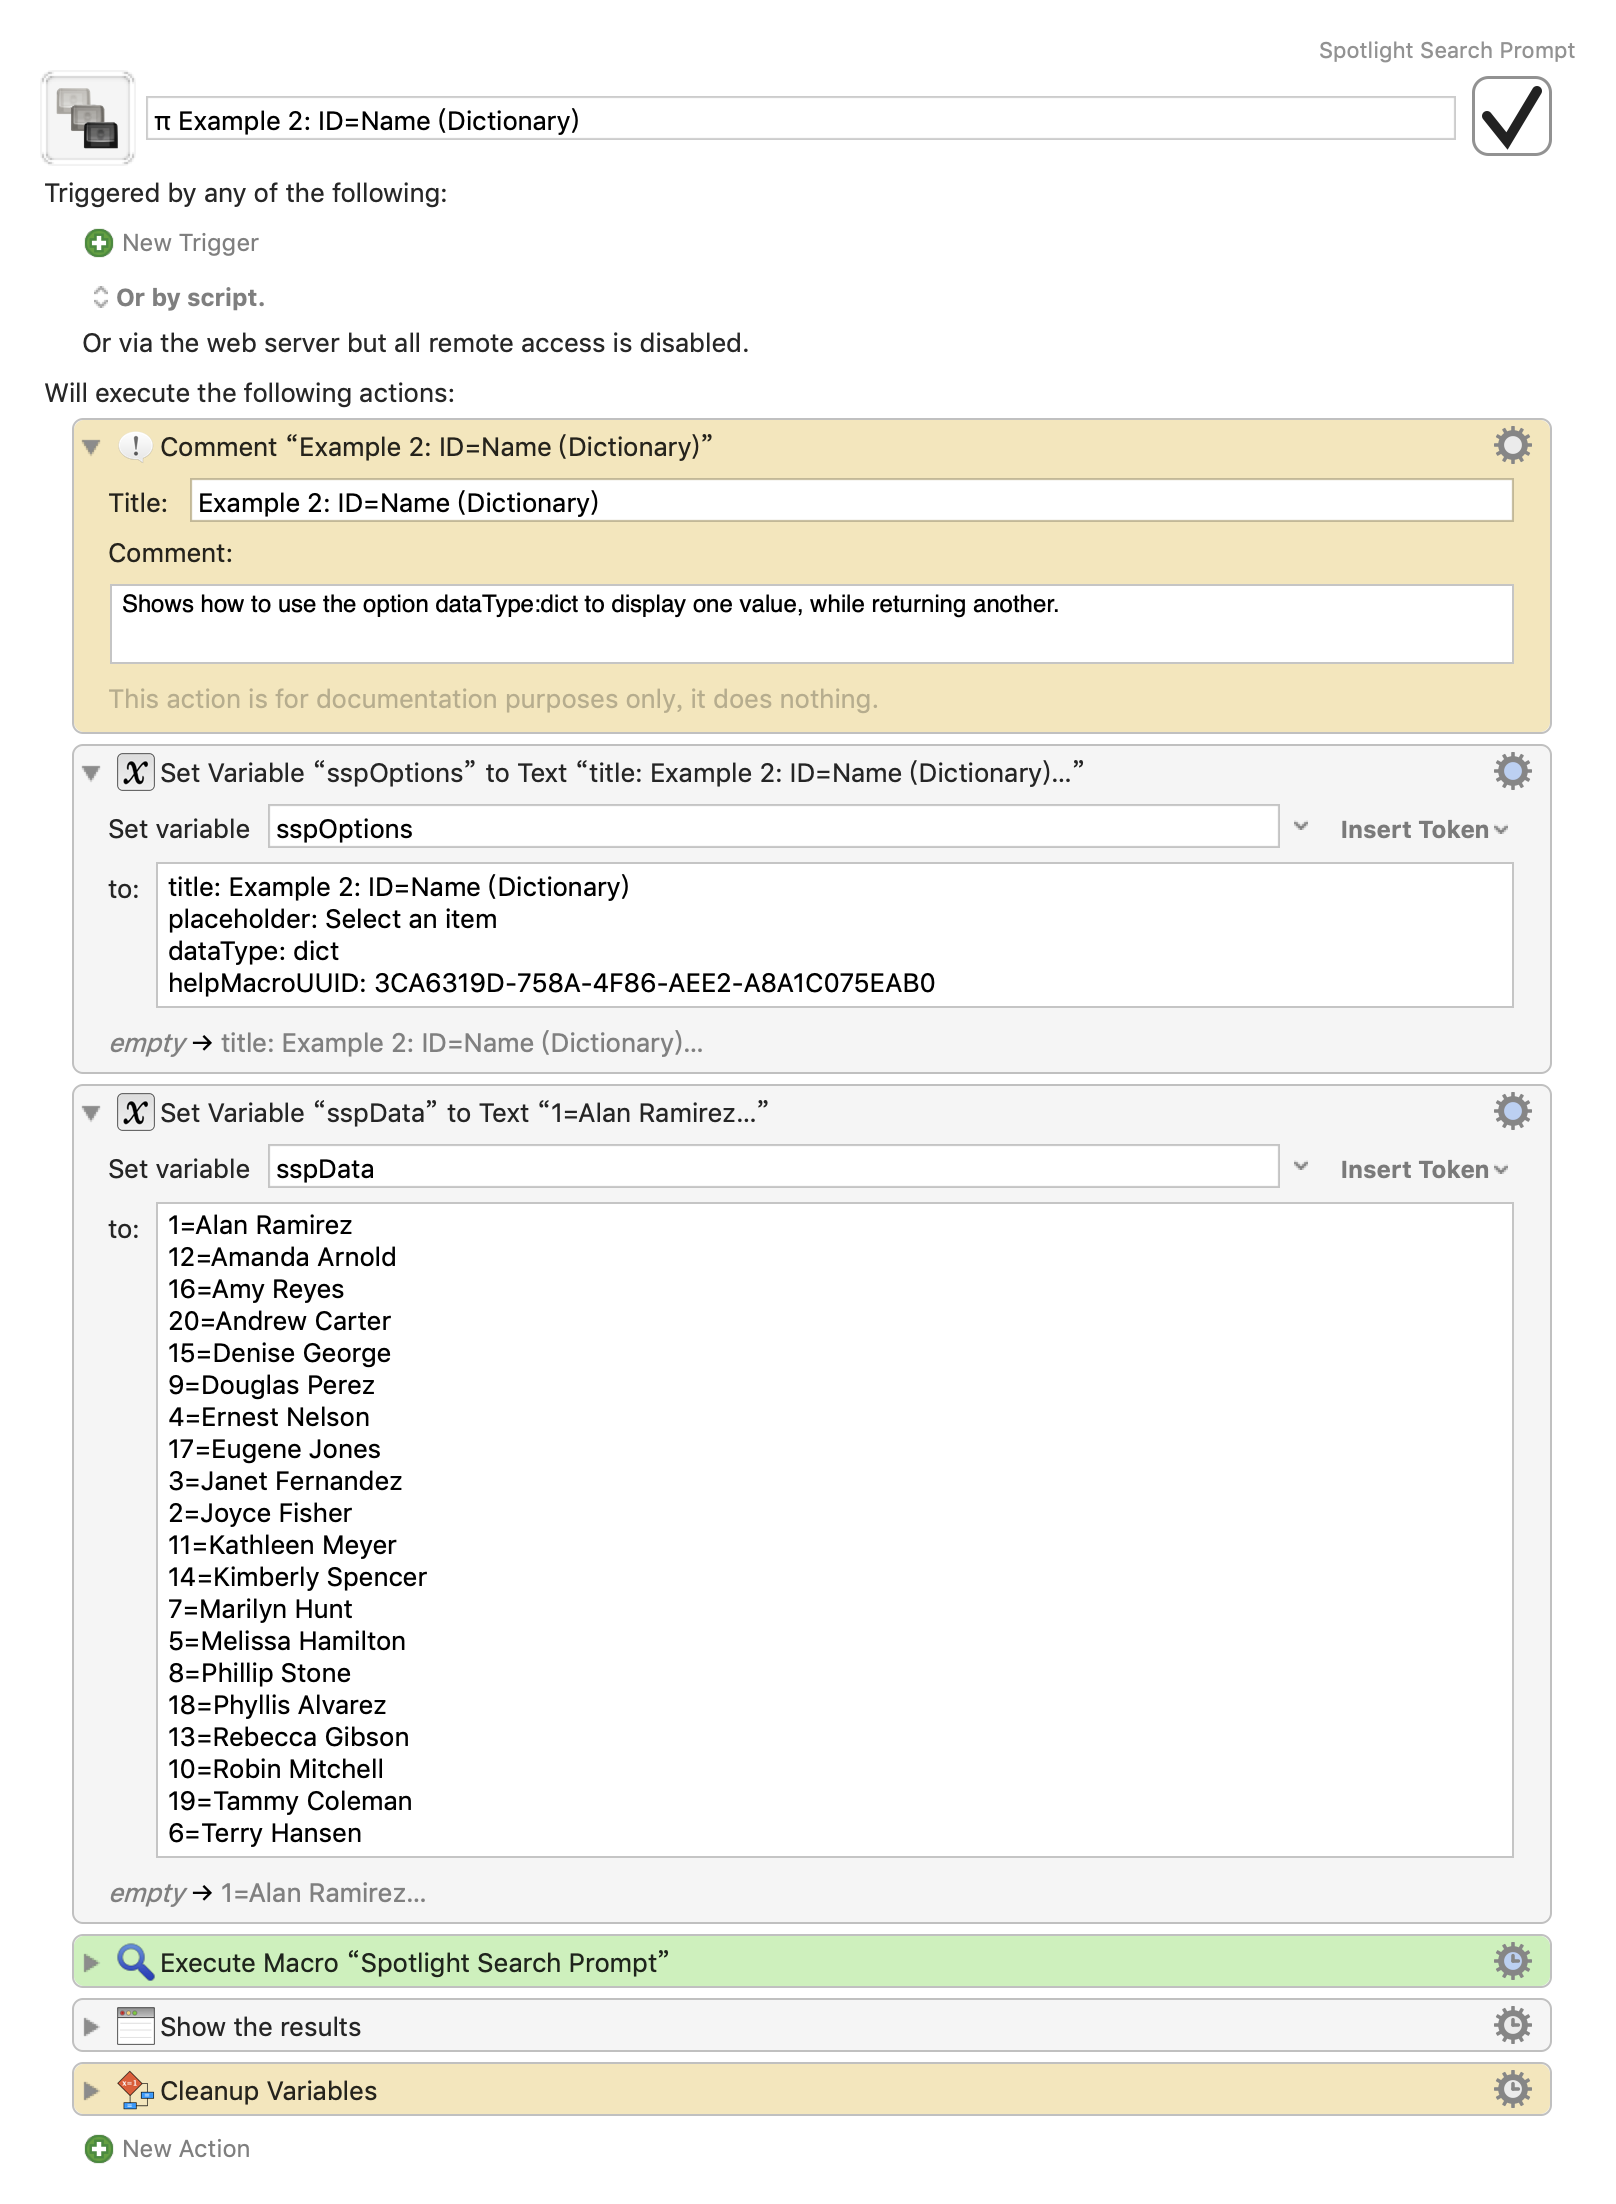 Spotlight Search Prompt
π Example 2: ID=Name (Dictionary)
Triggered by any of the following:
New Trigger
Or by script.
Or via the web server but all remote access is disabled.
Will execute the following actions:
Comment “Example 2: ID=Name (Dictionary)”
Title: Example 2: ID=Name (Dictionary)
Comment:
Shows how to use the option dataType:dict to display one value, while returning another.
This action is for documentation purposes only, it does nothing.
Set Variable “sspOptions” to Text “title: Example 2: ID=Name (Dictionary)…”
Set variable sspOptions Insert Token
to: title: Example 2: ID=Name (Dictionary)
placeholder: Select an item
dataType: dict
helpMacroUUID: 3CA6319D-758A-4F86-AEE2-A8A1C075EAB0
empty → title: Example 2: ID=Name (Dictionary)…
Set Variable “sspData” to Text “1=Alan Ramirez…”
Set variable sspData Insert Token
to: 1=Alan Ramirez
12=Amanda Arnold
16=Amy Reyes
20=Andrew Carter
15=Denise George
9=Douglas Perez
4=Ernest Nelson
17=Eugene Jones
3=Janet Fernandez
2=Joyce Fisher
11=Kathleen Meyer
14=Kimberly Spencer
7=Marilyn Hunt
5=Melissa Hamilton
8=Phillip Stone
18=Phyllis Alvarez
13=Rebecca Gibson
10=Robin Mitchell
19=Tammy Coleman
6=Terry Hansen
empty → 1=Alan Ramirez…
Execute Macro “Spotlight Search Prompt”
Show the results
Cleanup Variables
New Action